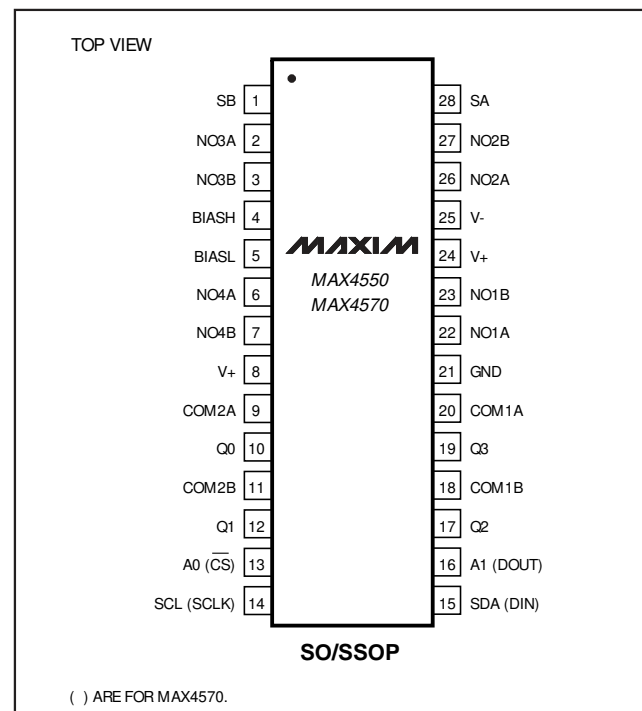 TOP VIEW
SB 1 28 SA
NO3A 2 27 NO2B
NO3B 3 26 NO2A
BIASH 4 25 V-
BIASL 5 24 V+
MAXIM
MAX4550
MAX4570
NO4A 6 23 NO1B
NO4B 7 22 NO1A
V+ 8 21 GND
COM2A 9 20 COM1A
Q0 10 19 Q3
COM2B 11 18 COM1B
Q1 12 17 Q2
A0 (C̅S̅) 13 16 A1 (DOUT)
SCL (SCLK) 14 15 SDA (DIN)
SO/SSOP
( ) ARE FOR MAX4570.